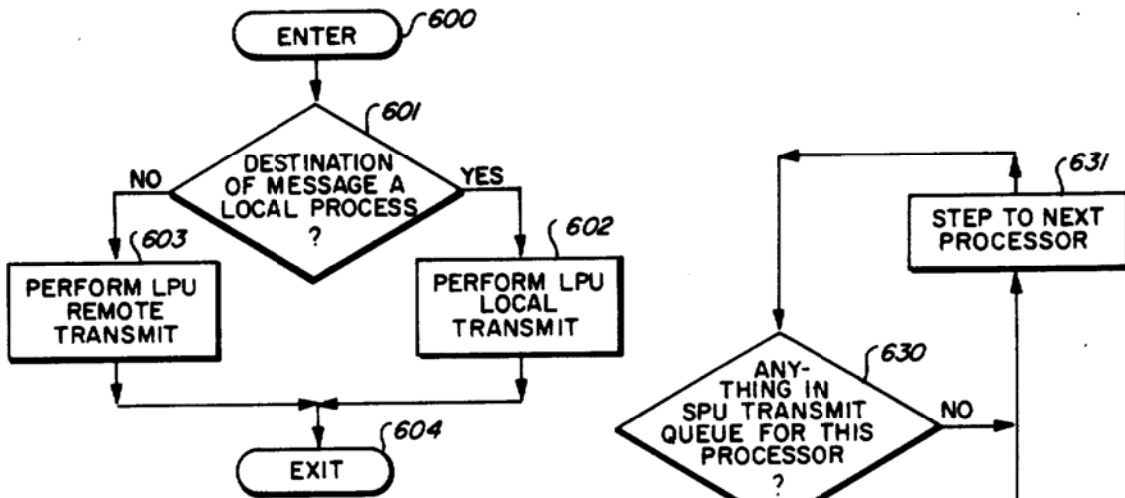 ENTER
600
601
DESTINATION
OF MESSAGE A
LOCAL PROCESS
?
NO
YES
603
PERFORM LPU
REMOTE
TRANSMIT
602
PERFORM LPU
LOCAL
TRANSMIT
604
EXIT
631
STEP TO NEXT
PROCESSOR
630
ANY-
THING IN
SPU TRANSMIT
QUEUE FOR THIS
PROCESSOR
?
NO